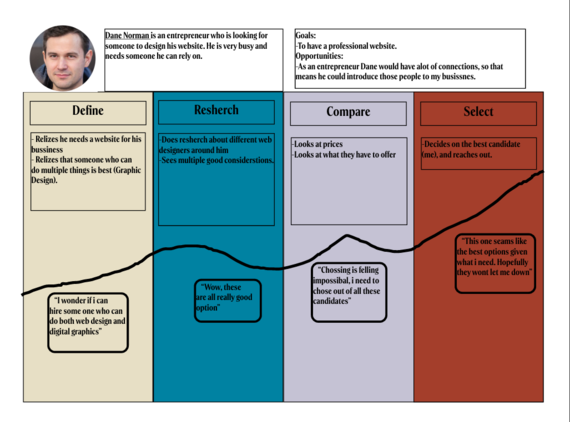 Dane Norman is an entrepreneur who is looking for
someone to design his website. He is very busy and
needs someone he can rely on.
Goals:
-To have a professional website.
Opportunities:
-As an entrepreneur Dane would have alot of connections, so that
means he could introduce those people to my busissnes.
Define
- Relizes he needs a website for his
bussiness
- Relizes that someone who can
do multiple things is best (Graphic
Design).
"I wonder if i can
hire some one who can
do both web design and
digital graphics"
Resherch
-Does resherch about different web
designers around him
-Sees multiple good considerstions.
"Wow, these
are all really good
option"
Compare
-Looks at prices
-Looks at what they have to offer
"Chossing is felling
impossibal, i need to
chose out of all these
candidates"
Select
-Decides on the best candidate
(me), and reaches out.
"This one seams like
the best options given
what i need. Hopefully
they wont let me down"